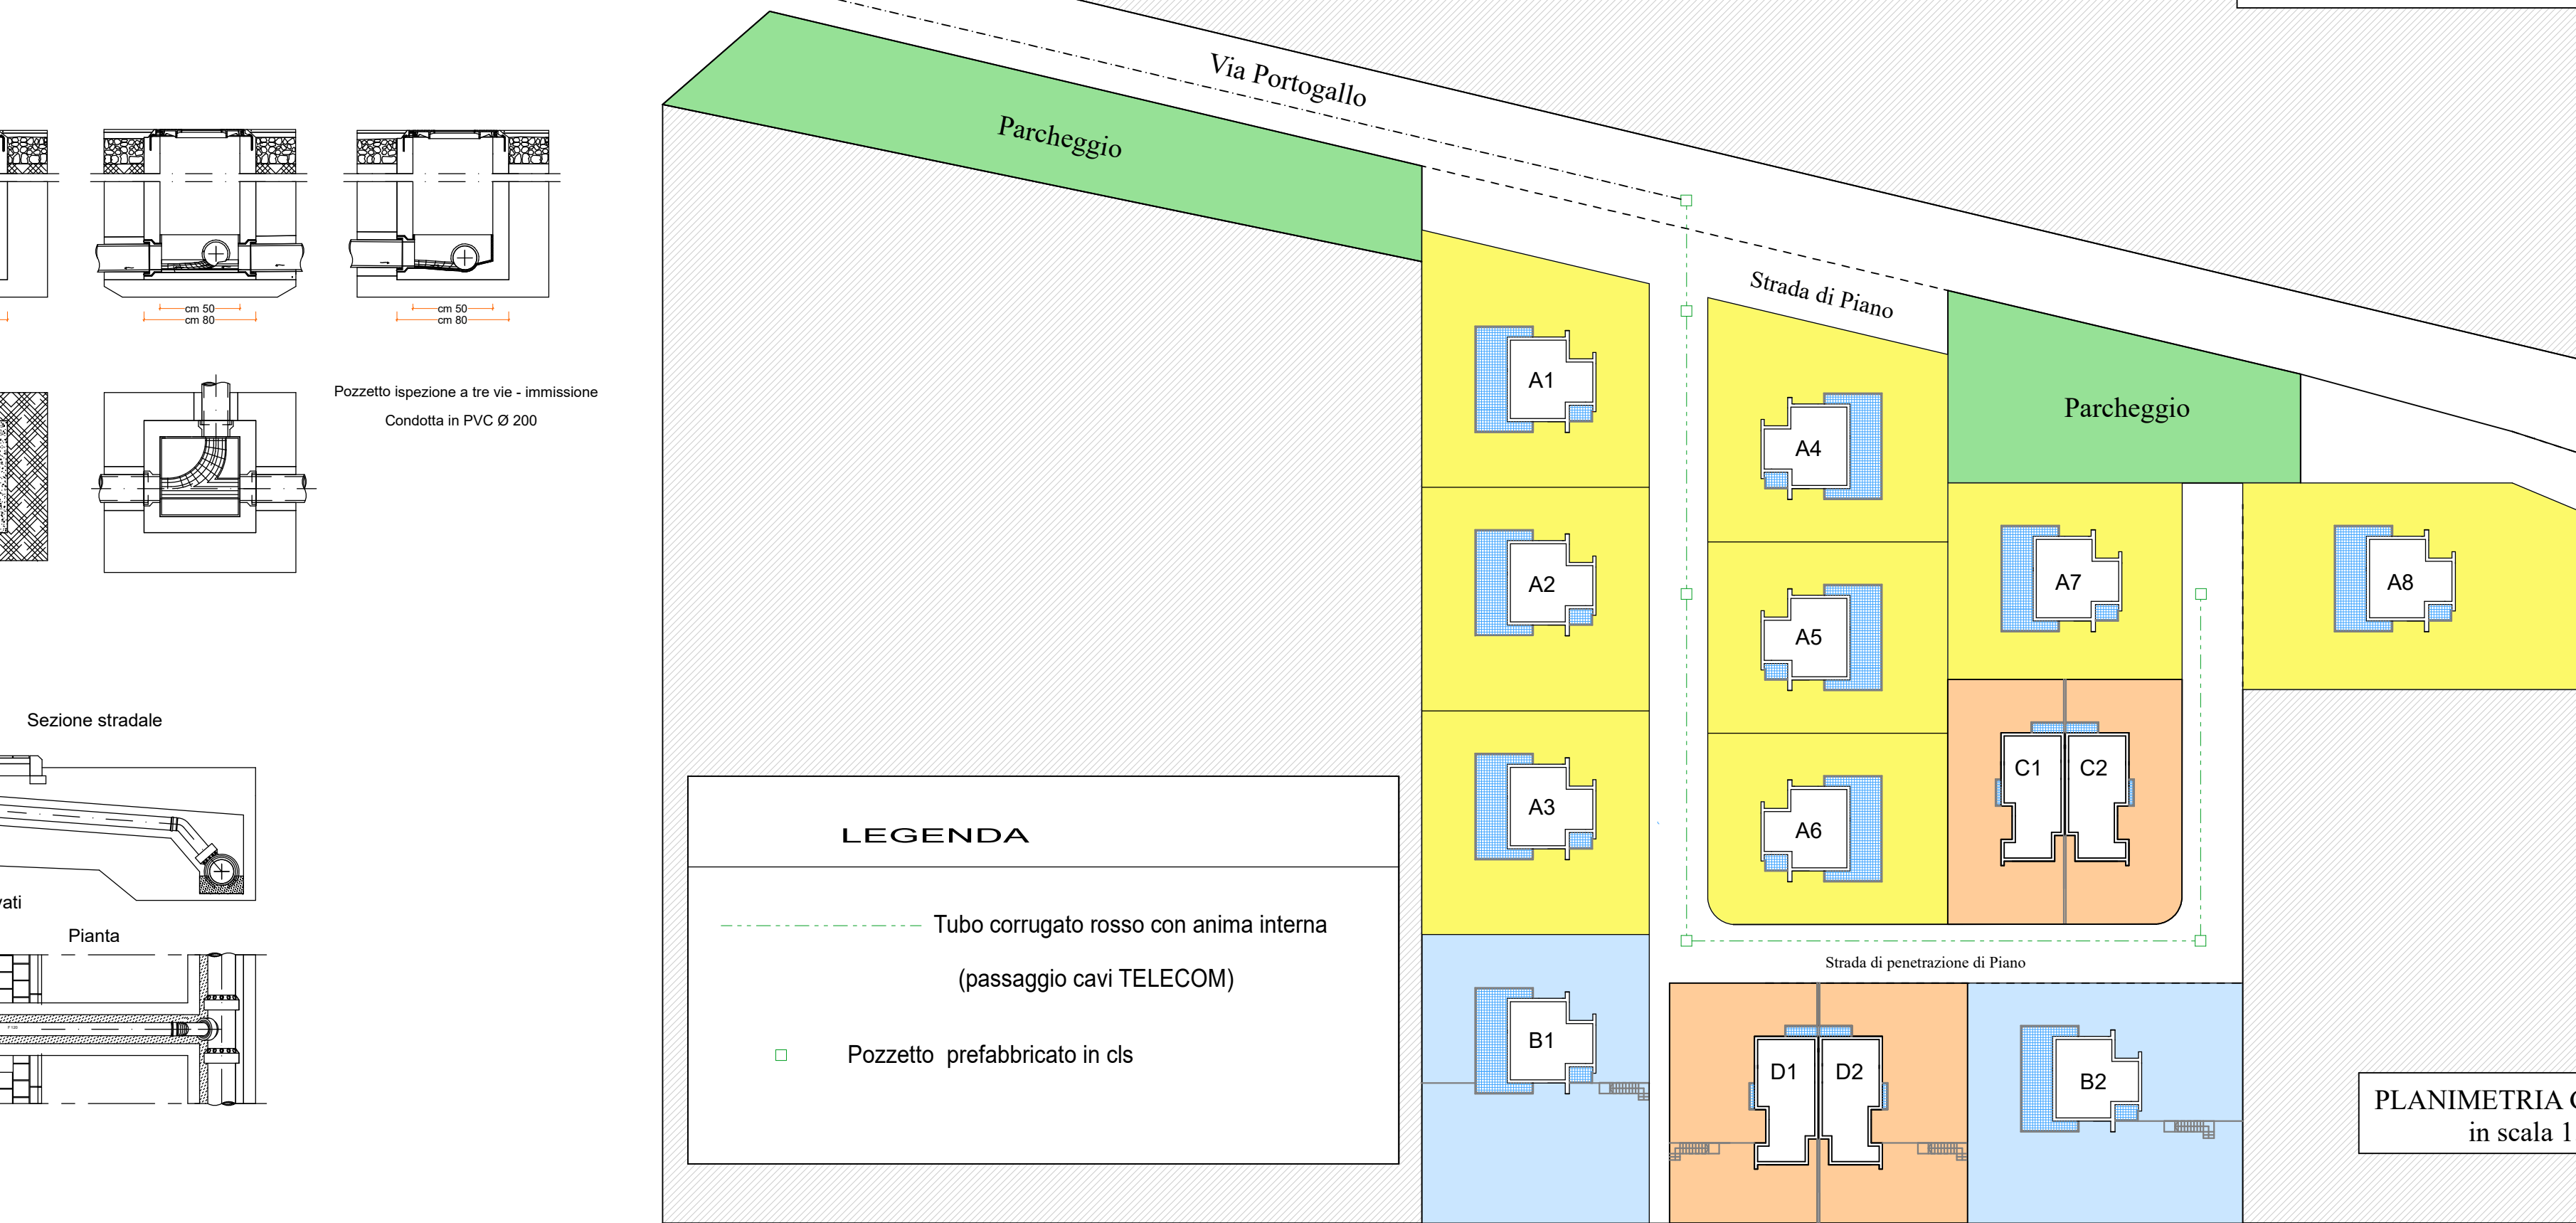 Via Portogallo
Parcheggio
Strada di Piano
Parcheggio
cm 50
cm 80
cm 50
cm 80
Pozzetto ispezione a tre vie - immissione
Condotta in PVC Ø 200
A1
A4
A2
A5
A7
A8
A3
A6
C1
C2
Sezione stradale
vati
Pianta
LEGENDA
Tubo corrugato rosso con anima interna
(passaggio cavi TELECOM)
Pozzetto prefabbricato in cls
Strada di penetrazione di Piano
B1
D1
D2
B2
PLANIMETRIA
in scala 1